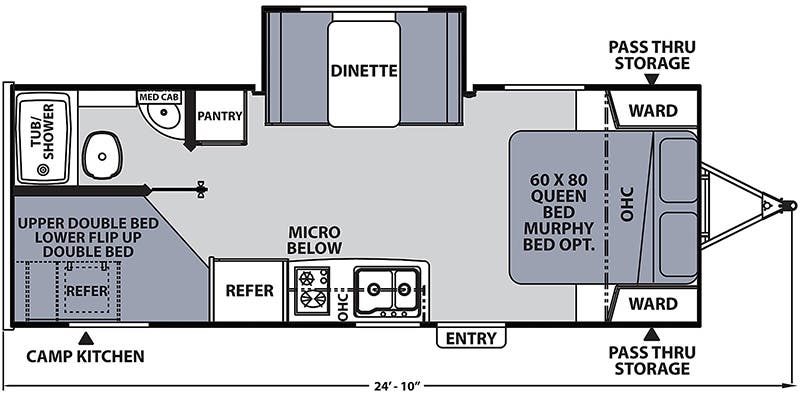 DINETTE
PASS THRU
STORAGE
MED CAB
TUB/
SHOWER
PANTRY
WARD
60 X 80
QUEEN
BED
MURPHY
BED OPT.
OHC
UPPER DOUBLE BED
LOWER FLIP UP
DOUBLE BED
MICRO
BELOW
REFER
REFER
OHC
WARD
ENTRY
CAMP KITCHEN
PASS THRU
STORAGE
24' - 10"